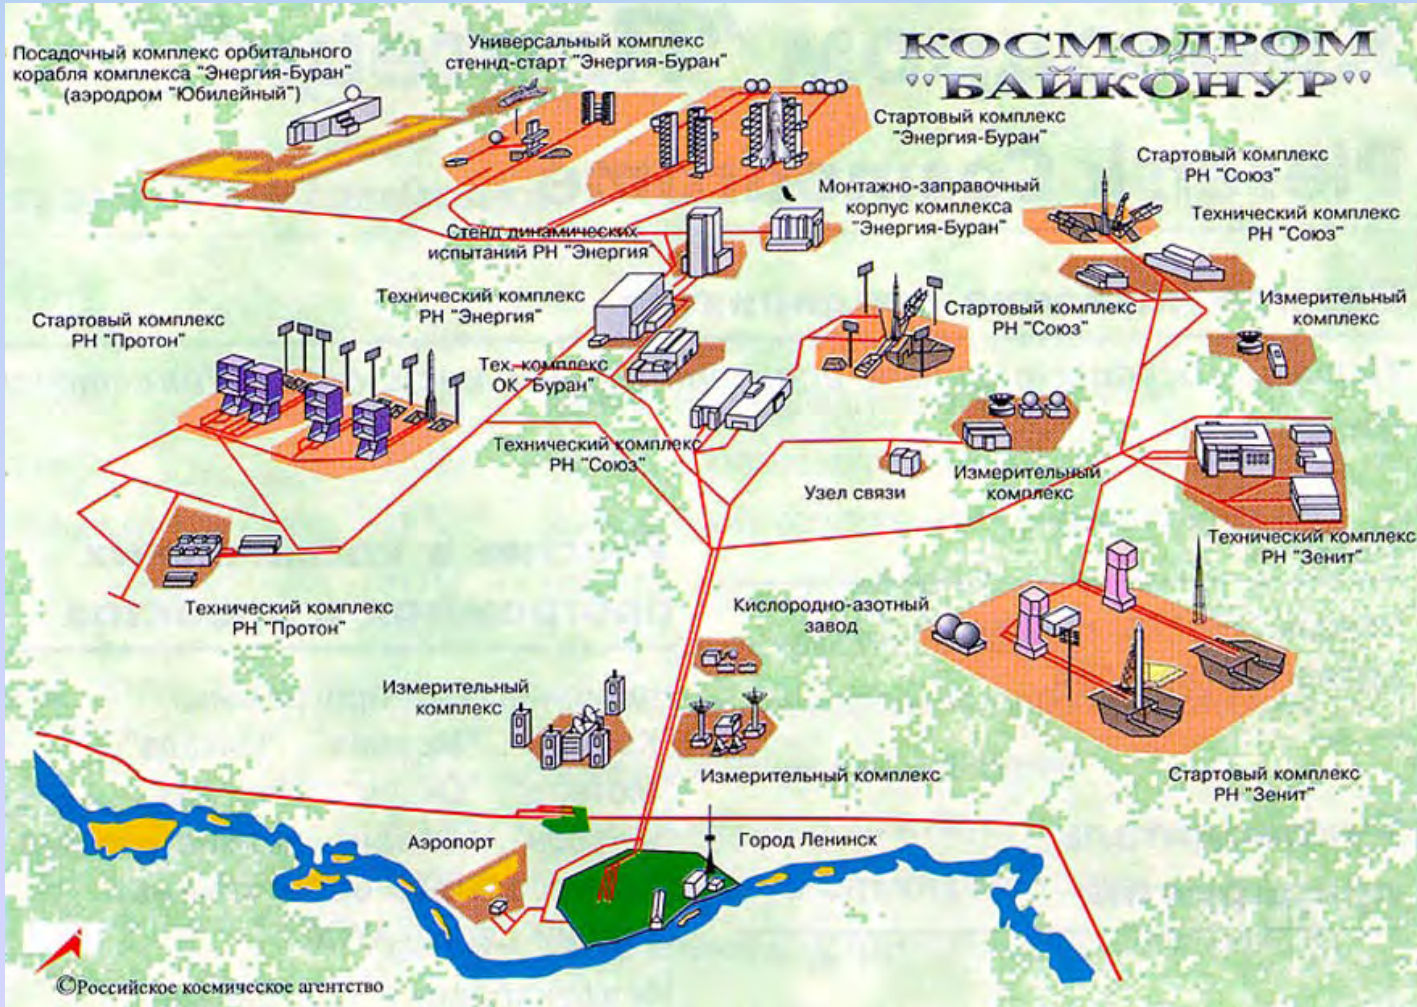 КОСМОДРОМ
"БАЙКОНУР"
Посадочный комплекс орбитального
корабля комплекса "Энергия-Буран"
(аэродром "Юбилейный")
Универсальный комплекс
стеннд-старт "Энергия-Буран"
Стартовый комплекс
"Энергия-Буран"
Стартовый комплекс
РН "Союз"
Монтажно-заправочный
корпус комплекса
"Энергия-Буран"
Технический комплекс
РН "Союз"
Стенд динамических
испытаний РН "Энергия"
Технический комплекс
РН "Энергия"
Стартовый комплекс
РН "Союз"
Измерительный
комплекс
Стартовый комплекс
РН "Протон"
Тех. комплекс
ОК "Буран"
Технический комплекс
РН "Союз"
Узел связи
Измерительный
комплекс
Технический комплекс
РН "Зенит"
Технический комплекс
РН "Протон"
Кислородно-азотный
завод
Измерительный
комплекс
Измерительный комплекс
Стартовый комплекс
РН "Зенит"
Аэропорт
Город Ленинск
©Российское космическое агентство